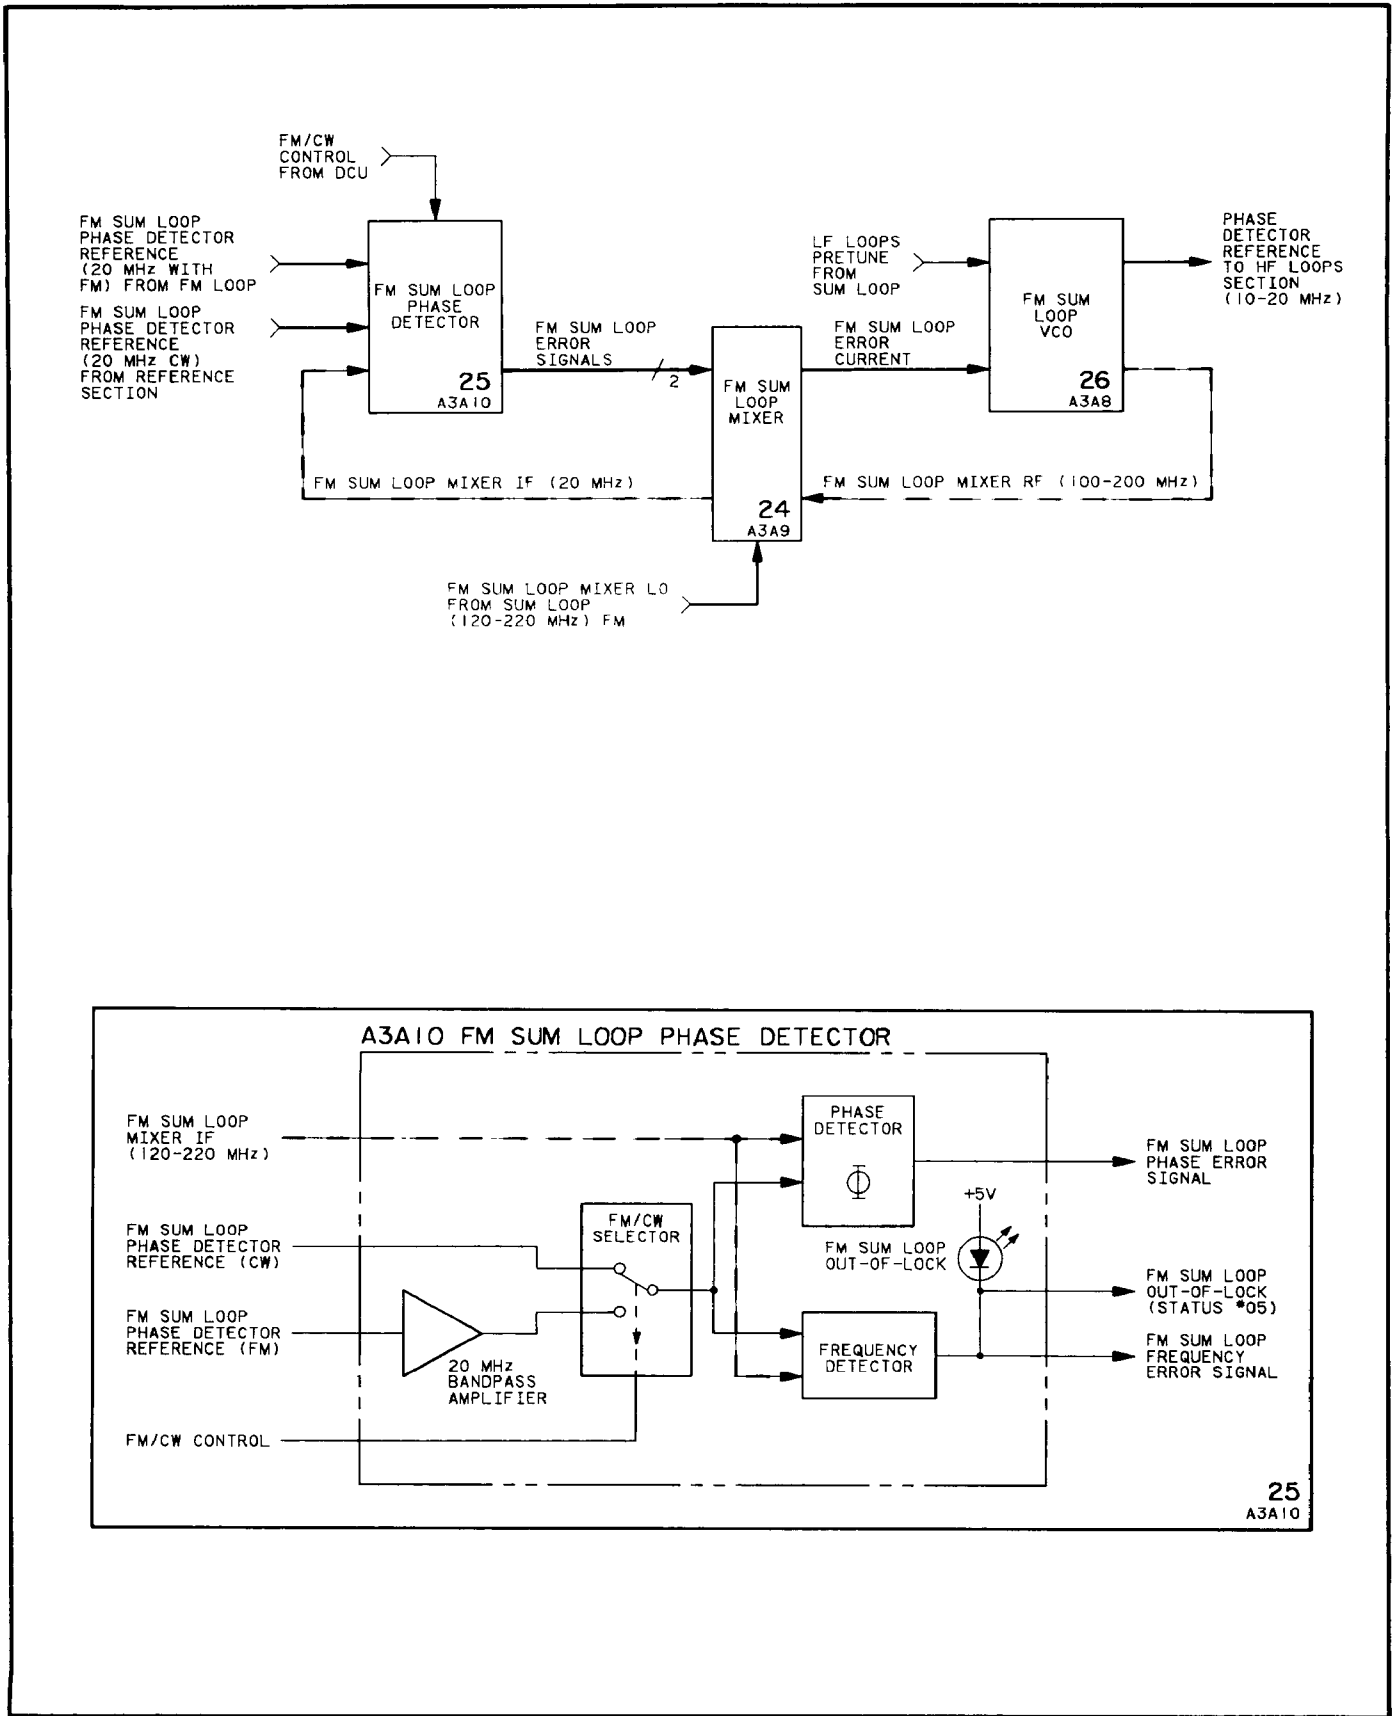 FM/CW
CONTROL
FROM DCU
FM SUM LOOP
PHASE DETECTOR
REFERENCE
(20 MHz WITH
FM) FROM FM LOOP
FM SUM LOOP
PHASE DETECTOR
REFERENCE
(20 MHz CW)
FROM REFERENCE
SECTION
FM SUM LOOP
PHASE
DETECTOR
25
A3A10
FM SUM LOOP
ERROR
SIGNALS
2
FM SUM
LOOP
MIXER
24
A3A9
FM SUM LOOP
ERROR
CURRENT
LF LOOPS
PRETUNE
FROM
SUM LOOP
FM SUM
LOOP
VCO
26
A3A8
PHASE
DETECTOR
REFERENCE
TO HF LOOPS
SECTION
(10-20 MHz)
FM SUM LOOP MIXER IF (20 MHz)
FM SUM LOOP MIXER RF (100-200 MHz)
FM SUM LOOP MIXER LO
FROM SUM LOOP
(120-220 MHz) FM
A3A10 FM SUM LOOP PHASE DETECTOR
FM SUM LOOP
MIXER IF
(120-220 MHz)
FM SUM LOOP
PHASE DETECTOR
REFERENCE (CW)
FM SUM LOOP
PHASE DETECTOR
REFERENCE (FM)
FM/CW CONTROL
20 MHz
BANDPASS
AMPLIFIER
FM/CW
SELECTOR
PHASE
DETECTOR
Φ
+5V
FM SUM LOOP
OUT-OF-LOCK
FREQUENCY
DETECTOR
FM SUM LOOP
PHASE ERROR
SIGNAL
FM SUM LOOP
OUT-OF-LOCK
(STATUS #05)
FM SUM LOOP
FREQUENCY
ERROR SIGNAL
25
A3A10